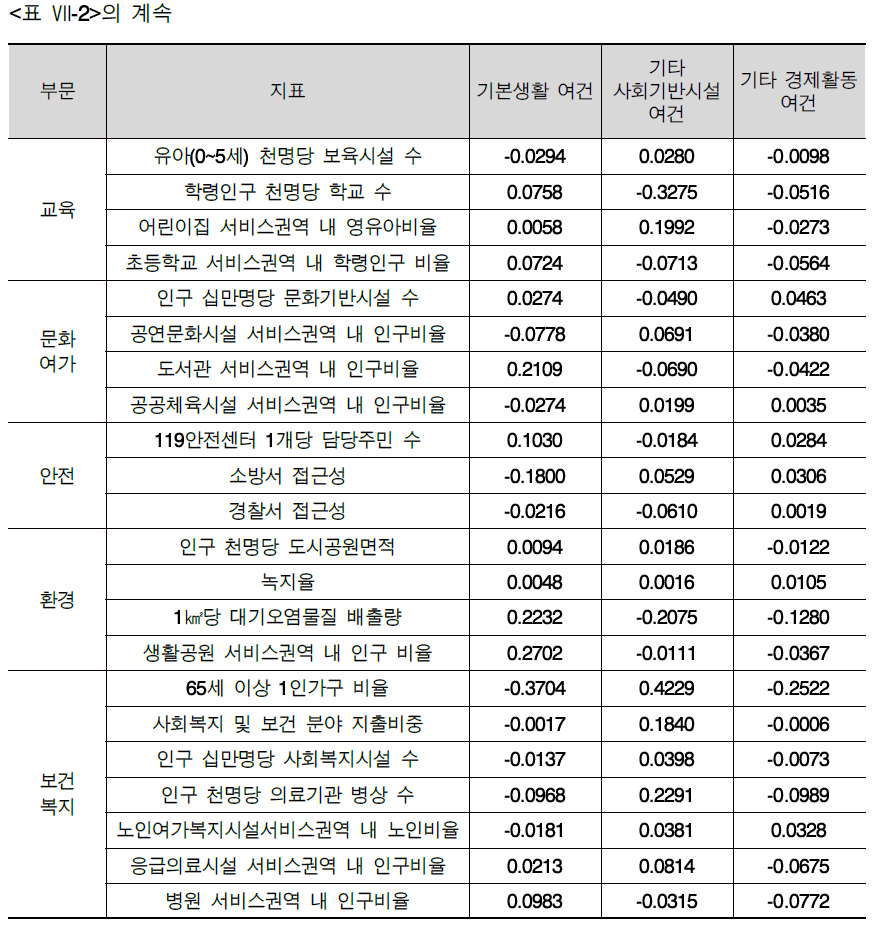 <표 Ⅶ-2>의 계속
부문 지표 기본생활 여건 기타 사회기반시설 여건 기타 경제활동 여건
교육
유아(0~5세) 천명당 보육시설 수 -0.0294 0.0280 -0.0098
학령인구 천명당 학교 수 0.0758 -0.3275 -0.0516
어린이집 서비스권역 내 영유아비율 0.0058 0.1992 -0.0273
초등학교 서비스권역 내 학령인구 비율 0.0724 -0.0713 -0.0564
문화 여가
인구 십만명당 문화기반시설 수 0.0274 -0.0490 0.0463
공연문화시설 서비스권역 내 인구비율 -0.0778 0.0691 -0.0380
도서관 서비스권역 내 인구비율 0.2109 -0.0690 -0.0422
공공체육시설 서비스권역 내 인구비율 -0.0274 0.0199 0.0035
안전
119안전센터 1개당 담당주민 수 0.1030 -0.0184 0.0284
소방서 접근성 -0.1800 0.0529 0.0306
경찰서 접근성 -0.0216 -0.0610 0.0019
환경
인구 천명당 도시공원면적 0.0094 0.0186 -0.0122
녹지율 0.0048 0.0016 0.0105
1㎢당 대기오염물질 배출량 0.2232 -0.2075 -0.1280
생활공원 서비스권역 내 인구 비율 0.2702 -0.0111 -0.0367
보건 복지
65세 이상 1인가구 비율 -0.3704 0.4229 -0.2522
사회복지 및 보건 분야 지출비중 -0.0017 0.1840 -0.0006
인구 십만명당 사회복지시설 수 -0.0137 0.0398 -0.0073
인구 천명당 의료기관 병상 수 -0.0968 0.2291 -0.0989
노인여가복지시설서비스권역 내 노인비율 -0.0181 0.0381 0.0328
응급의료시설 서비스권역 내 인구비율 0.0213 0.0814 -0.0675
병원 서비스권역 내 인구비율 0.0983 -0.0315 -0.0772